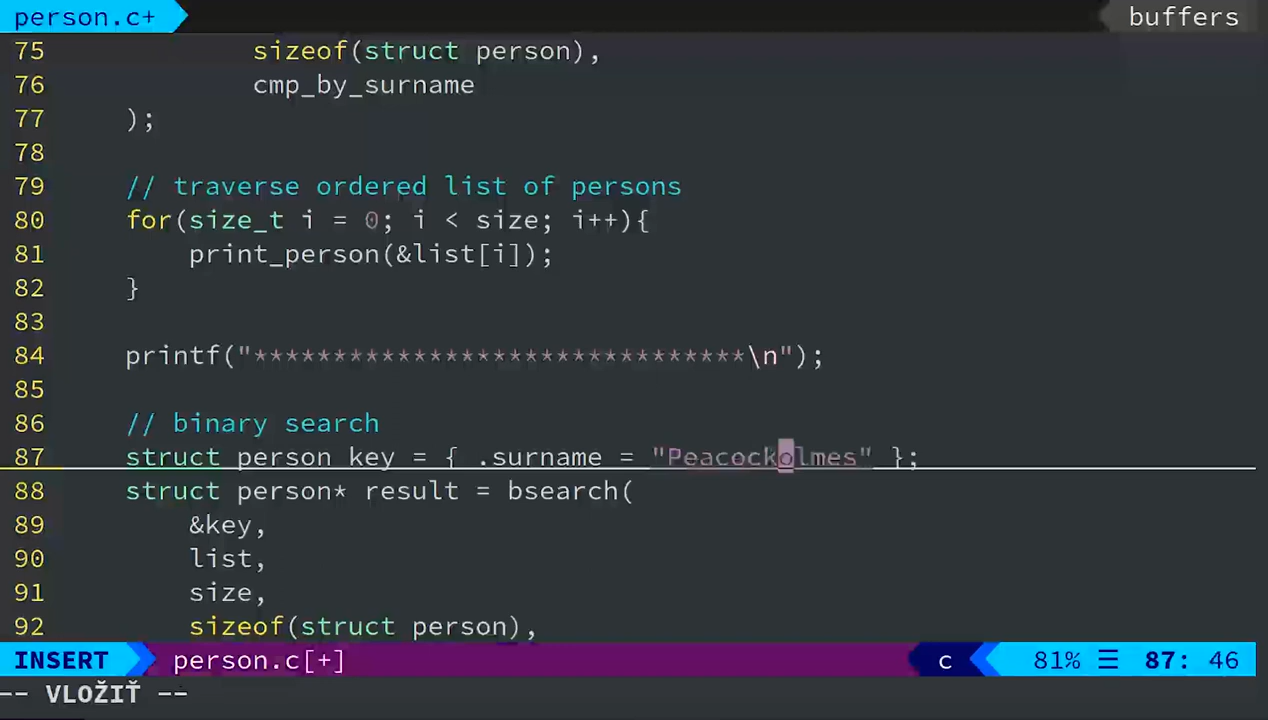 person.c+ buffers
75 sizeof(struct person),
76 cmp_by_surname
77 );
78
79 // traverse ordered list of persons
80 for(size_t i = 0; i < size; i++){
81 print_person(&list[i]);
82 }
83
84 printf("*******************************\n");
85
86 // binary search
87 struct person key = { .surname = "Peacockolmes" };
88 struct person* result = bsearch(
89 &key,
90 list,
91 size,
92 sizeof(struct person),
INSERT person.c[+] c 81% ☰ 87: 46
-- VLOŽIŤ --